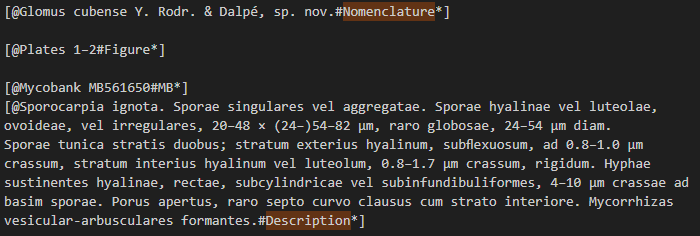 [@Glomus cubense Y. Rodr. & Dalpé, sp. nov.#Nomenclature*]
[@Plates 1–2#Figure*]
[@Mycobank MB561650#MB*]
[@Sporocarpia ignota. Sporae singulares vel aggregatae. Sporae hyalinae vel luteolae,
ovoideae, vel irregulares, 20–48 × (24–)54–82 μm, raro globosae, 24–54 μm diam.
Sporae tunica stratis duobus; stratum exterius hyalinum, subflexuosum, ad 0.8–1.0 μm
crassum, stratum interius hyalinum vel luteolum, 0.8–1.7 μm crassum, rigidum. Hyphae
sustinentes hyalinae, rectae, subcylindricae vel subinfundibuliformes, 4–10 μm crassae ad
basim sporae. Porus apertus, raro septo curvo clausus cum strato interiore. Mycorrhizas
vesicular-arbusculares formantes.#Description*]